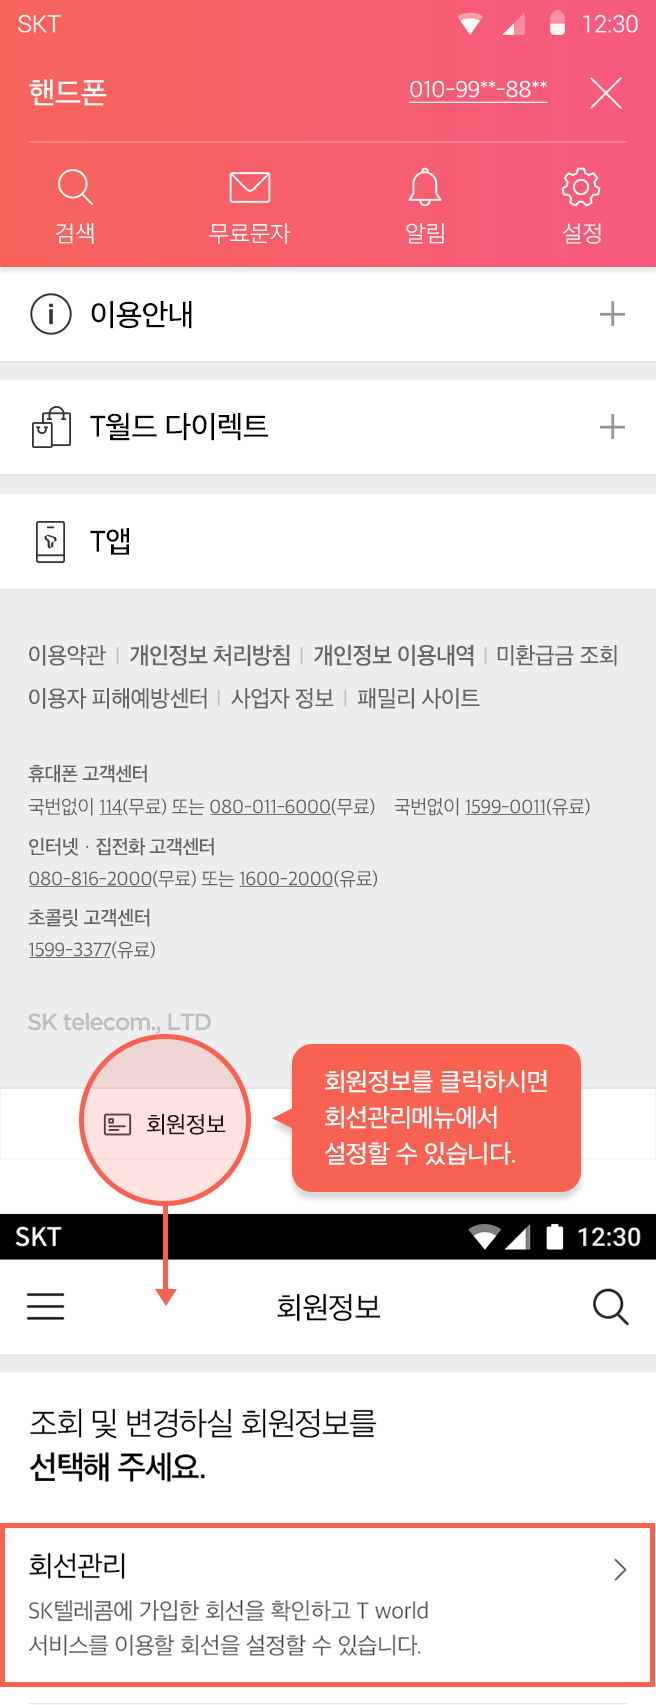 SKT 12:30
핸드폰 010-99**-88**
검색 무료문자 알림 설정
이용안내
T월드 다이렉트
T앱
이용약관 | 개인정보 처리방침 | 개인정보 이용내역 | 미환급금 조회
이용자 피해예방센터 | 사업자 정보 | 패밀리 사이트
휴대폰 고객센터
국번없이 114(무료) 또는 080-011-6000(무료) 국번없이 1599-0011(유료)
인터넷 · 집전화 고객센터
080-816-2000(무료) 또는 1600-2000(유료)
초콜릿 고객센터
1599-3377(유료)
SK telecom., LTD
회원정보
회원정보를 클릭하시면
회선관리메뉴에서
설정할 수 있습니다.
SKT 12:30
회원정보
조회 및 변경하실 회원정보를
선택해 주세요.
회선관리
SK텔레콤에 가입한 회선을 확인하고 T world
서비스를 이용할 회선을 설정할 수 있습니다.